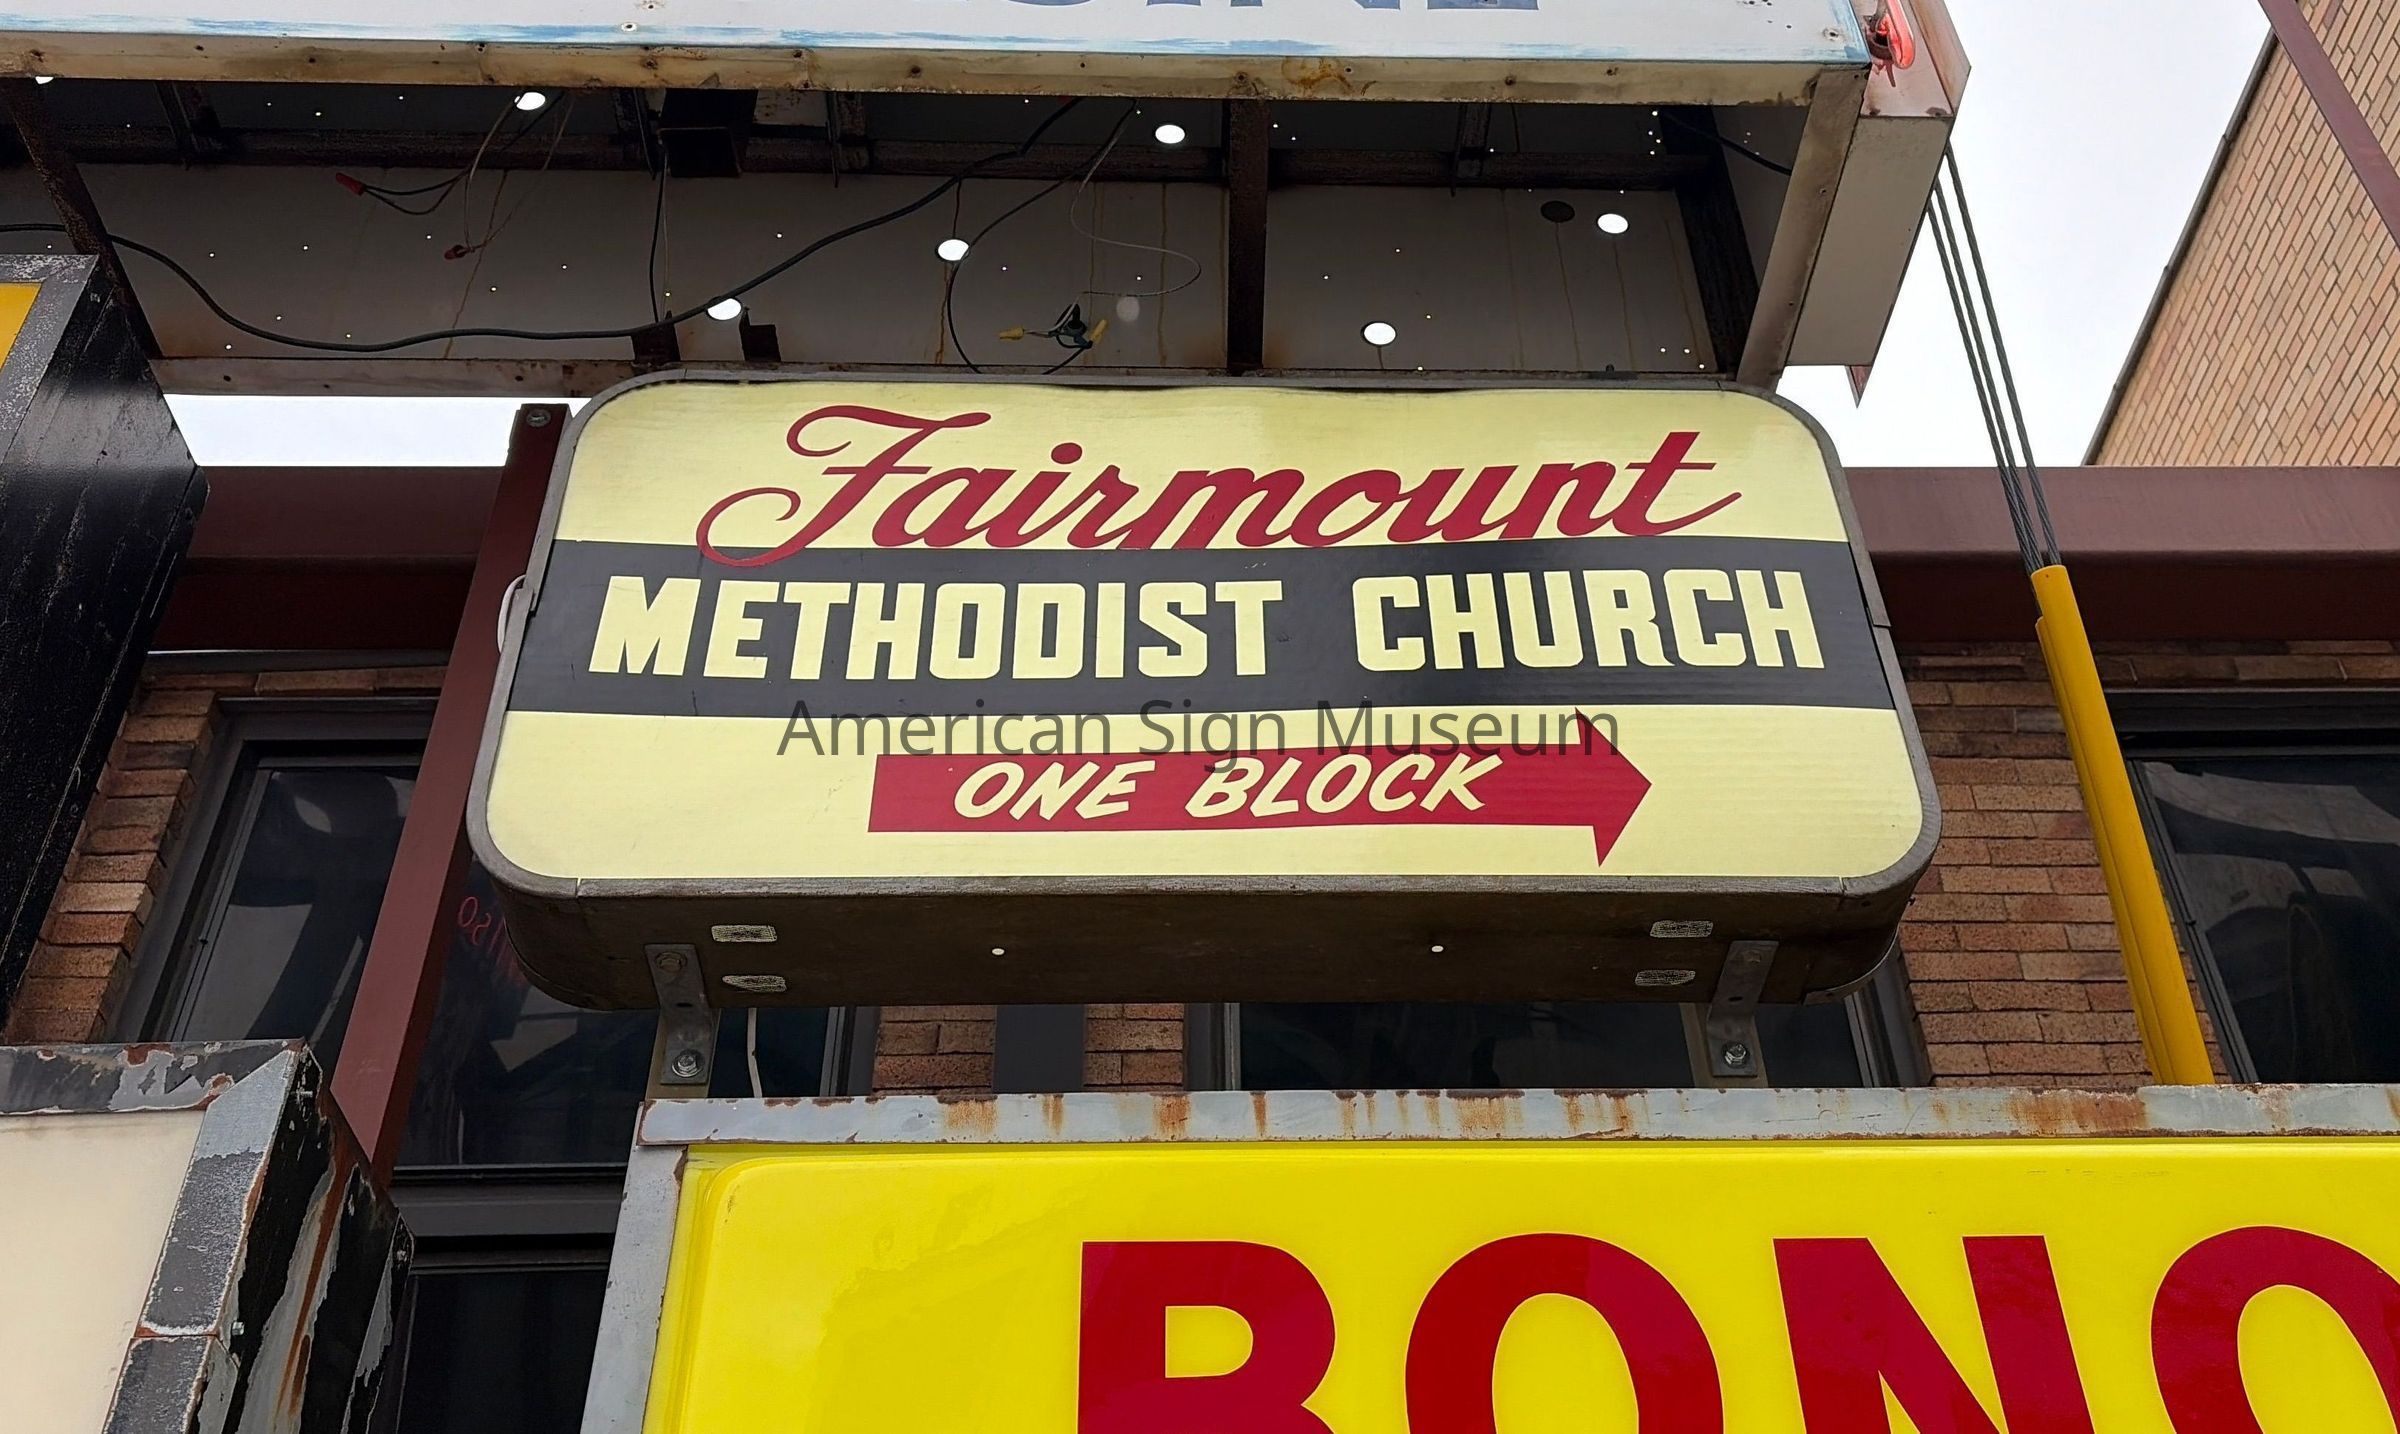 Fairmount
METHODIST CHURCH
American Sign Museum
ONE BLOCK